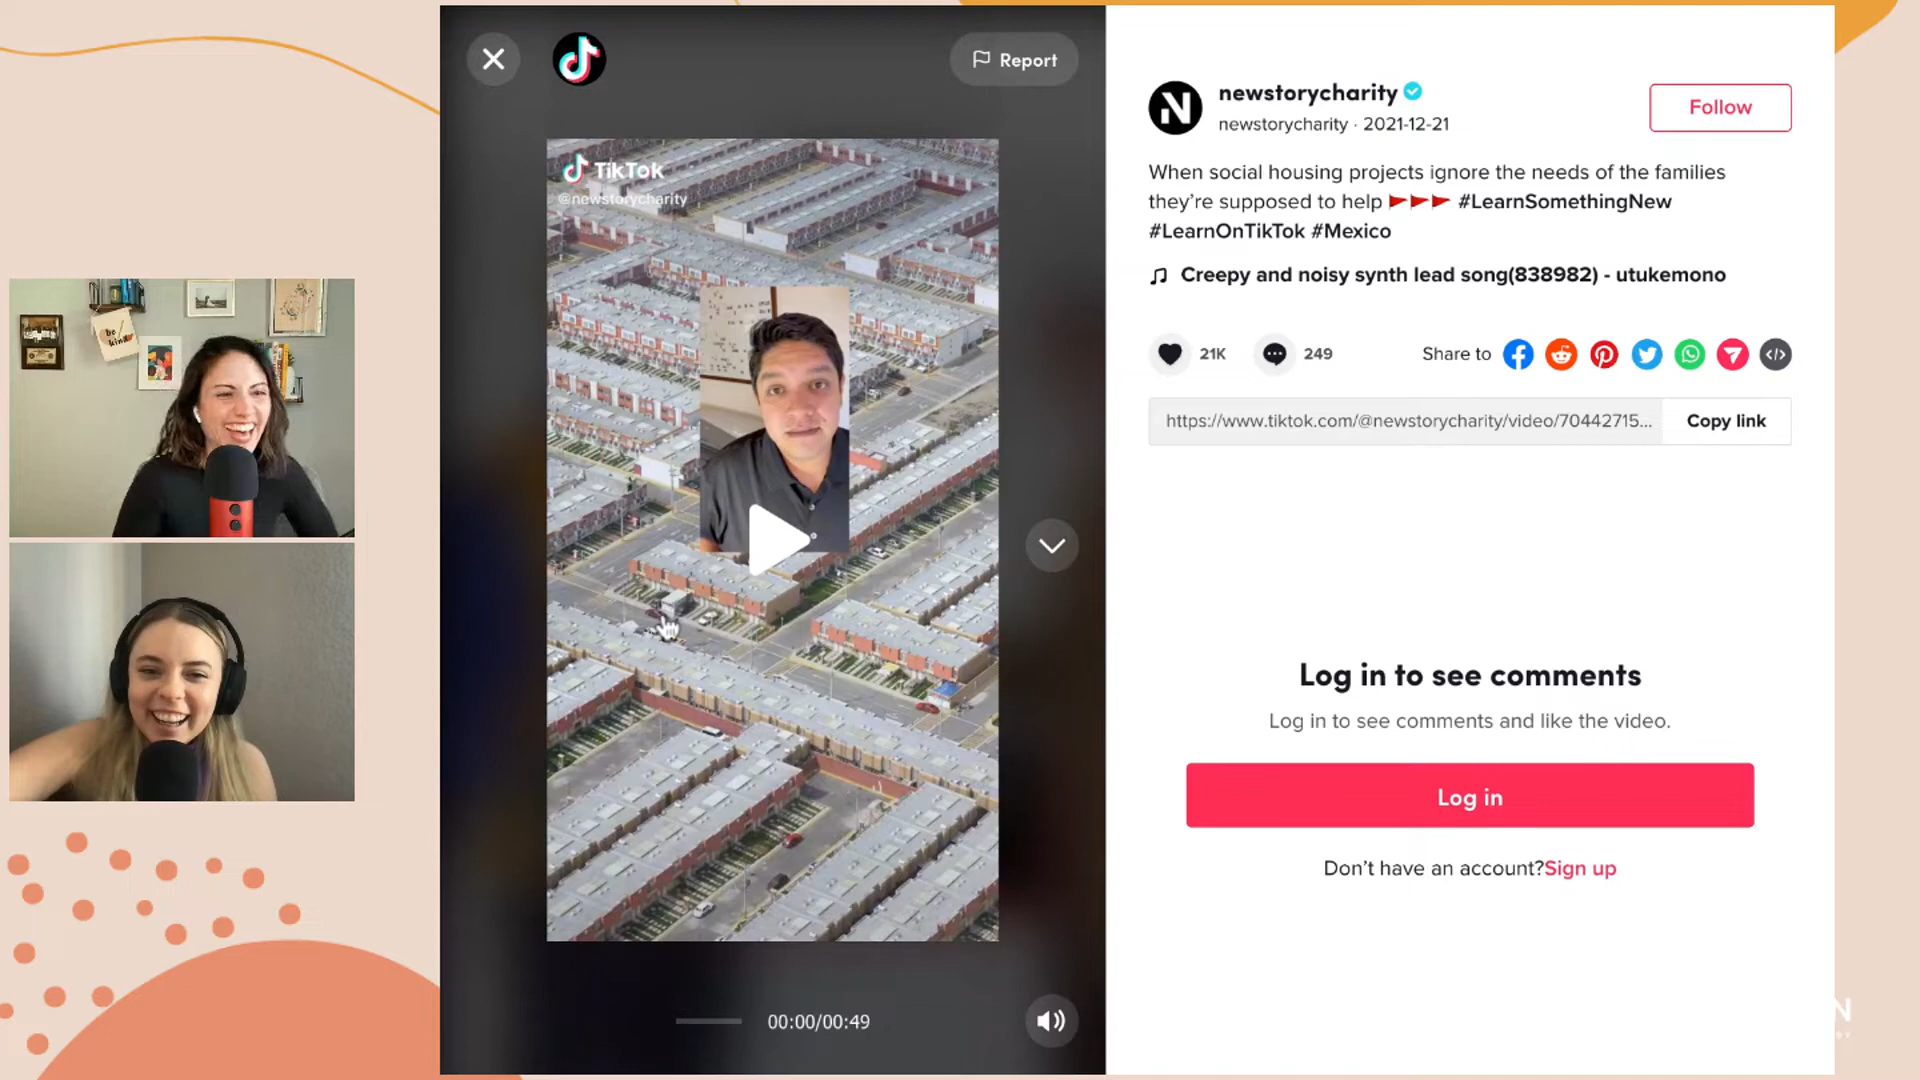 be
kind
Report
TikTok
@newstorycharity
00:00/00:49
newstorycharity
newstorycharity · 2021-12-21
Follow
When social housing projects ignore the needs of the families
they're supposed to help 🚩🚩🚩 #LearnSomethingNew
#LearnOnTikTok #Mexico
Creepy and noisy synth lead song(838982) - utukemono
21K
249
Share to
https://www.tiktok.com/@newstorycharity/video/70442715...
Copy link
Log in to see comments
Log in to see comments and like the video.
Log in
Don't have an account?Sign up
N